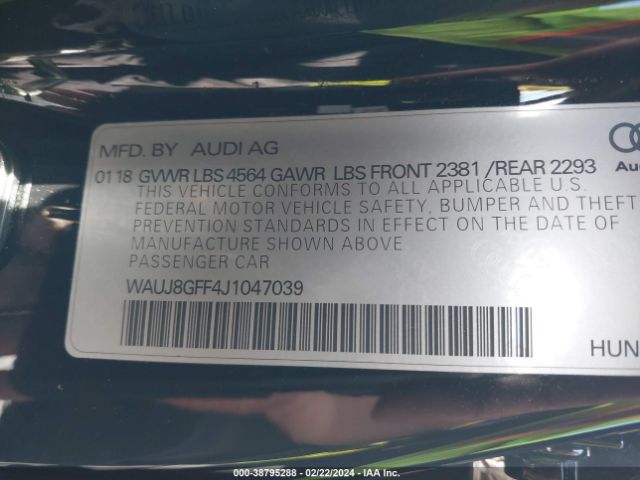 MFD. BY AUDI AG
01 18 GVWR LBS 4564 GAWR LBS FRONT 2381 /REAR 2293
THIS VEHICLE CONFORMS TO ALL APPLICABLE U.S.
FEDERAL MOTOR VEHICLE SAFETY, BUMPER AND THEFT
PREVENTION STANDARDS IN EFFECT ON THE DATE OF
MANUFACTURE SHOWN ABOVE
PASSENGER CAR
WAUJ8GFF4J1047039
000-38795288 - 02/22/2024 - IAA Inc.